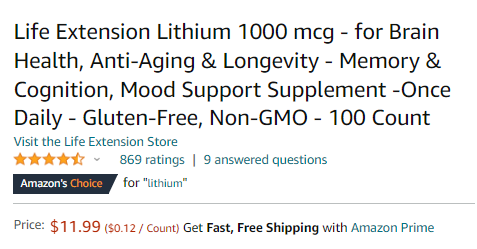 Life Extension Lithium 1000 mcg - for Brain
Health, Anti-Aging & Longevity - Memory &
Cognition, Mood Support Supplement -Once
Daily - Gluten-Free, Non-GMO - 100 Count
Visit the Life Extension Store
869 ratings | 9 answered questions
Amazon's Choice for "lithium"
Price: $11.99 ($0.12 / Count) Get Fast, Free Shipping with Amazon Prime